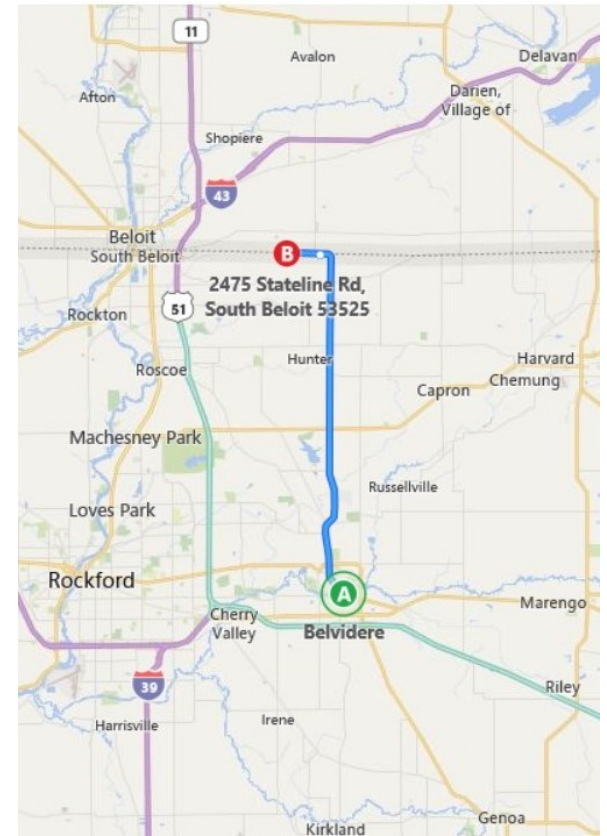 11
Avalon
Delavan
Afton
Darien,
Village of
Shopiere
43
Beloit
South Beloit
B
2475 Stateline Rd,
South Beloit 53525
51
Rockton
Hunter
Roscoe
Harvard
Chemung
Capron
Machesney Park
Russellville
Loves Park
Rockford
A
Marengo
Cherry
Valley
Belvidere
39
Riley
Harrisville
Irene
Genoa
Kirkland